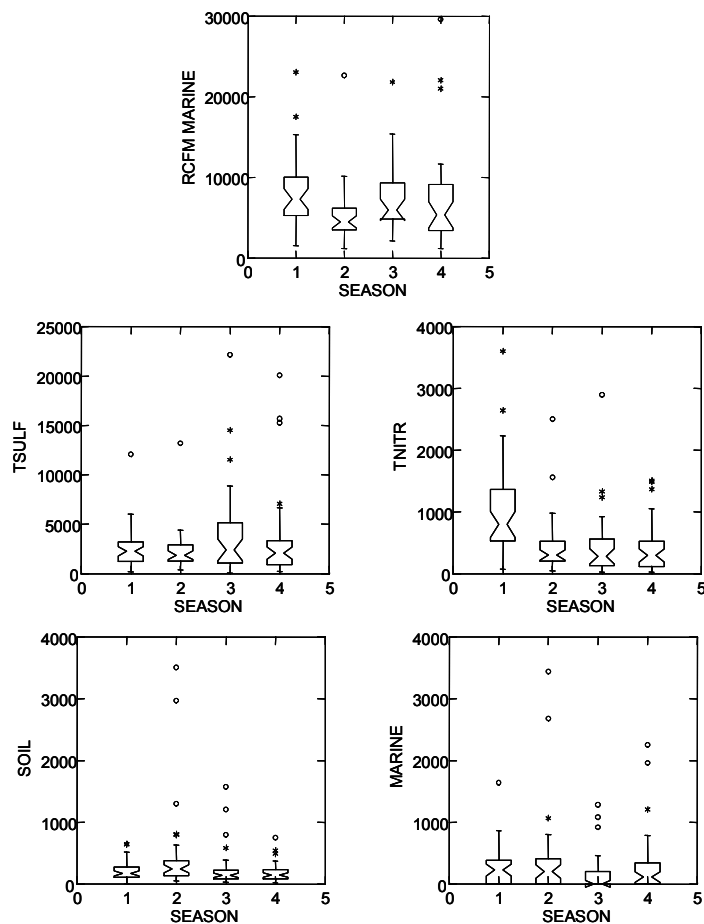 30000
20000
10000
0
RCFM MARINE
0 1 2 3 4 5
SEASON
25000
20000
15000
10000
5000
0
TSULF
0 1 2 3 4 5
SEASON
4000
3000
2000
1000
0
TNITR
0 1 2 3 4 5
SEASON
4000
3000
2000
1000
0
SOIL
0 1 2 3 4 5
SEASON
4000
3000
2000
1000
0
MARINE
0 1 2 3 4 5
SEASON